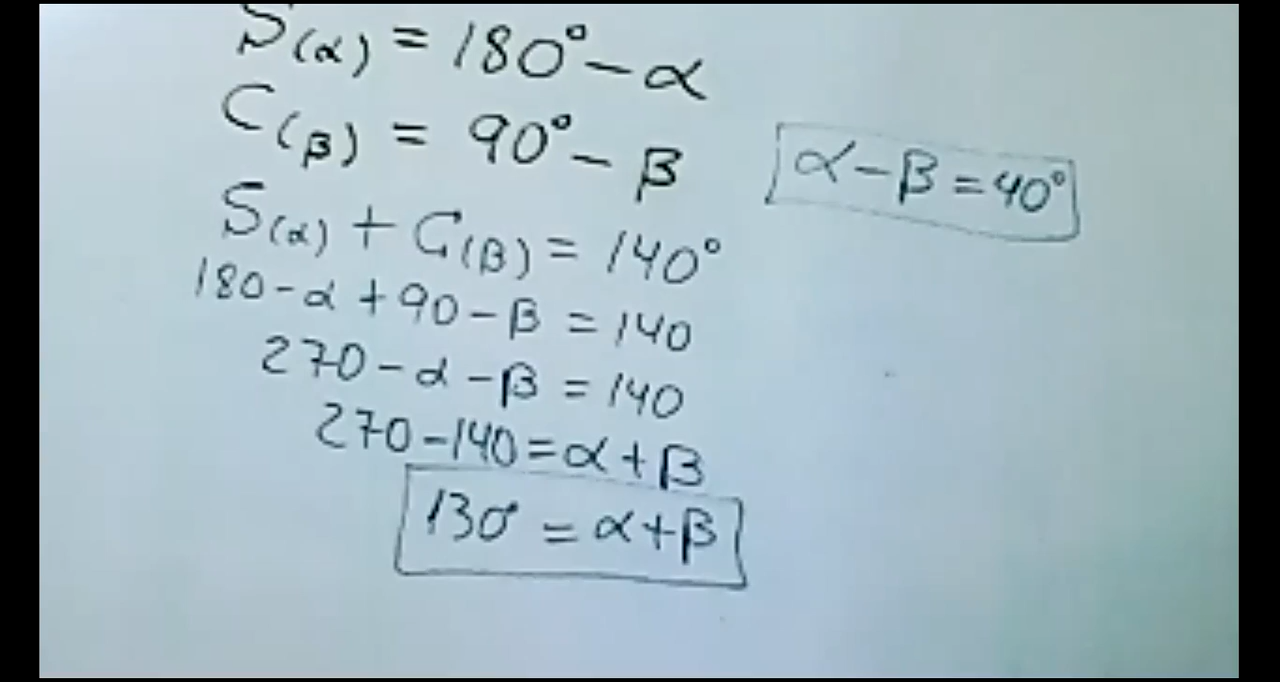 S(α) = 180° - α
C(β) = 90° - β
α - β = 40°
S(α) + C(β) = 140°
180 - α + 90 - β = 140
270 - α - β = 140
270 - 140 = α + β
130° = α + β